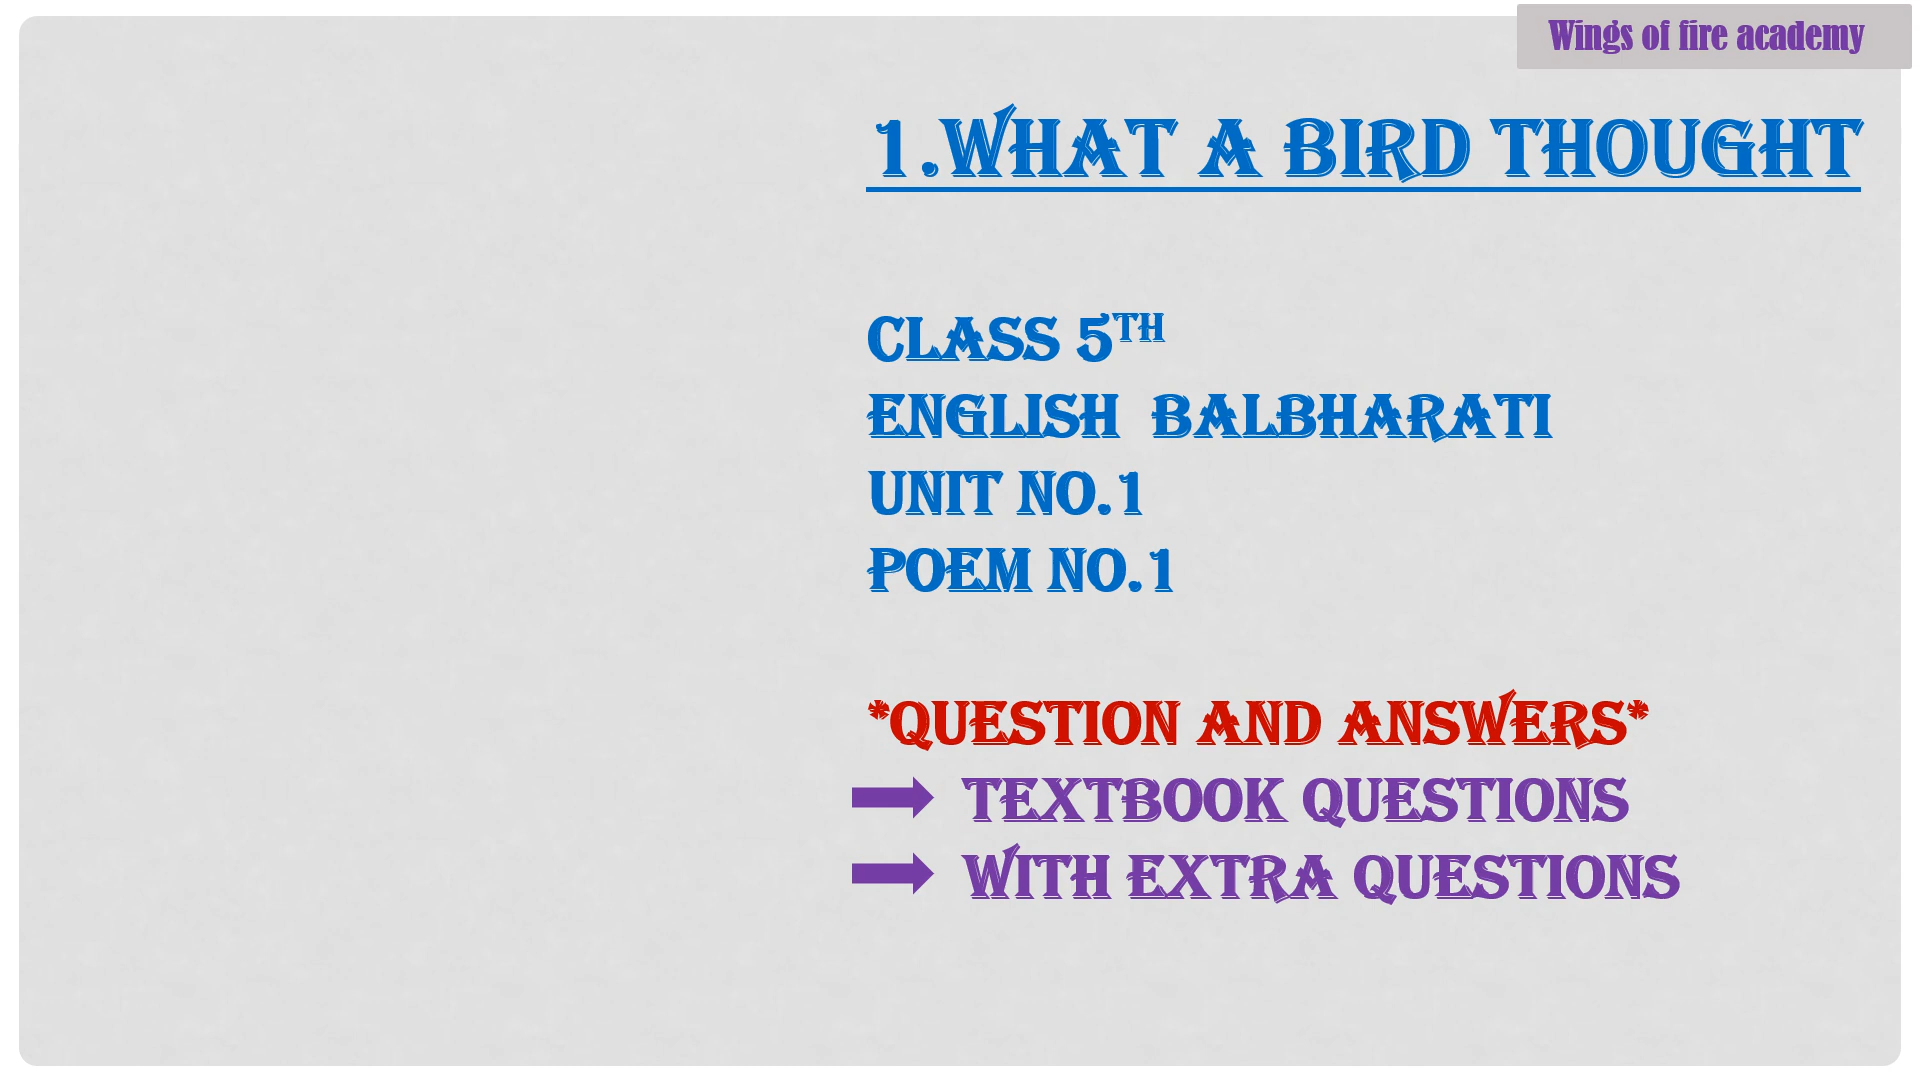 Wings of fire academy
1.WHAT A BIRD THOUGHT
CLASS 5TH
ENGLISH BALBHARATI
UNIT NO.1
POEM NO.1
*QUESTION AND ANSWERS*
TEXTBOOK QUESTIONS
WITH EXTRA QUESTIONS